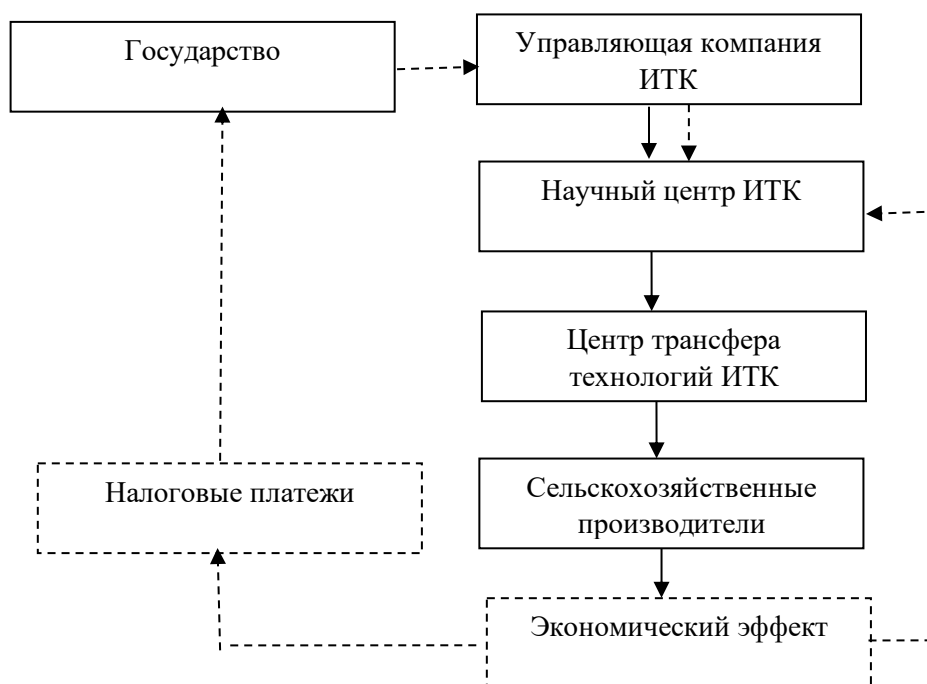 Государство
Управляющая компания
ИТК
Научный центр ИТК
Центр трансфера
технологий ИТК
Налоговые платежи
Сельскохозяйственные
производители
Экономический эффект